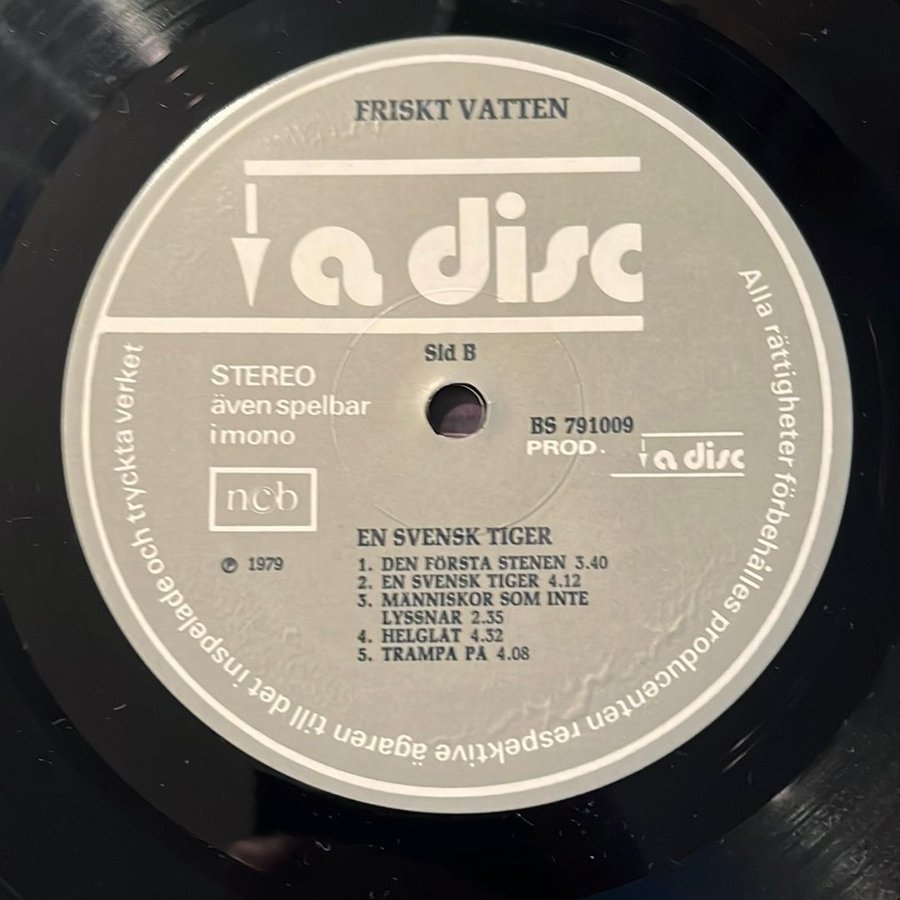 FRISKT VATTEN
a disc
Sid B
STEREO
även spelbar
i mono
BS 791009
PROD.
a disc
ncb
EN SVENSK TIGER
℗ 1979
1. DEN FÖRSTA STENEN 3.40
2. EN SVENSK TIGER 4.12
3. MÄNNISKOR SOM INTE
LYSSNAR 2.35
4. HELGLÅT 4.32
5. TRAMPA PÅ 4.08
Alla rättigheter förbehålles producenten respektive ägaren till det inspelade och tryckta verket